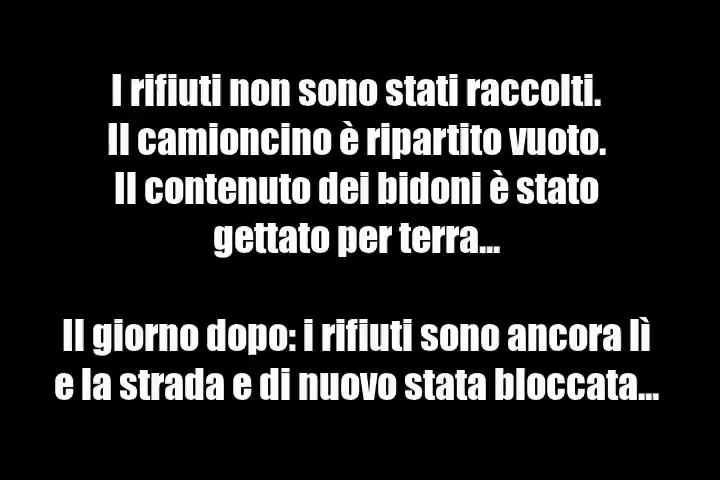 I rifiuti non sono stati raccolti.
Il camioncino è ripartito vuoto.
Il contenuto dei bidoni è stato
gettato per terra...
Il giorno dopo: i rifiuti sono ancora lì
e la strada e di nuovo stata bloccata...